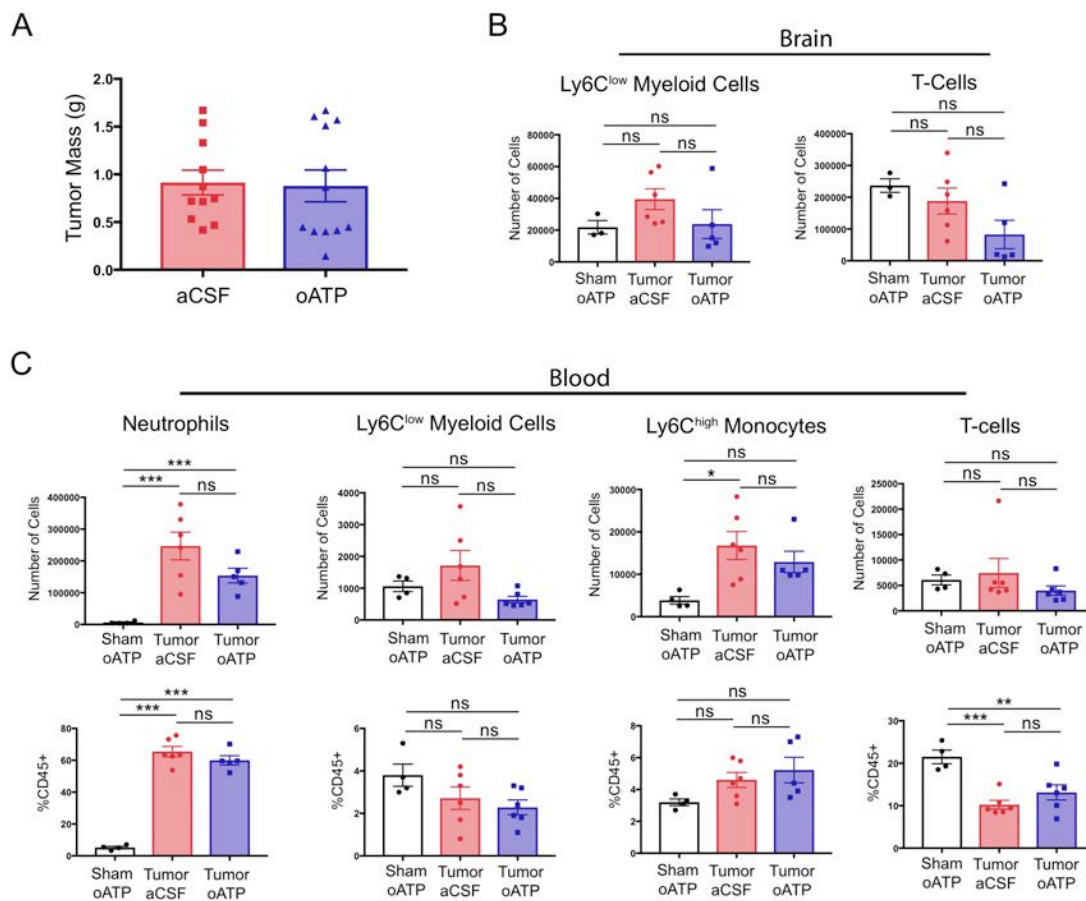 A
Tumor Mass (g)
2.0
1.5
1.0
0.5
0.0
aCSF
oATP
B
Brain
Ly6Clow Myeloid Cells
Number of Cells
80000
60000
40000
20000
0
ns
ns
ns
Sham oATP
Tumor aCSF
Tumor oATP
T-Cells
Number of Cells
400000
300000
200000
100000
0
ns
ns
ns
Sham oATP
Tumor aCSF
Tumor oATP
C
Blood
Neutrophils
Number of Cells
400000
300000
200000
100000
0
***
***
ns
Sham oATP
Tumor aCSF
Tumor oATP
Ly6Clow Myeloid Cells
Number of Cells
4000
3000
2000
1000
0
ns
ns
ns
Sham oATP
Tumor aCSF
Tumor oATP
Ly6Chigh Monocytes
Number of Cells
30000
20000
10000
0
ns
*
ns
Sham oATP
Tumor aCSF
Tumor oATP
T-cells
Number of Cells
25000
20000
15000
10000
5000
0
ns
ns
ns
Sham oATP
Tumor aCSF
Tumor oATP
%CD45+
80
60
40
20
0
***
***
ns
Sham oATP
Tumor aCSF
Tumor oATP
%CD45+
6
4
2
0
ns
ns
ns
Sham oATP
Tumor aCSF
Tumor oATP
%CD45+
8
6
4
2
0
ns
ns
ns
Sham oATP
Tumor aCSF
Tumor oATP
%CD45+
30
20
10
0
**
***
ns
Sham oATP
Tumor aCSF
Tumor oATP